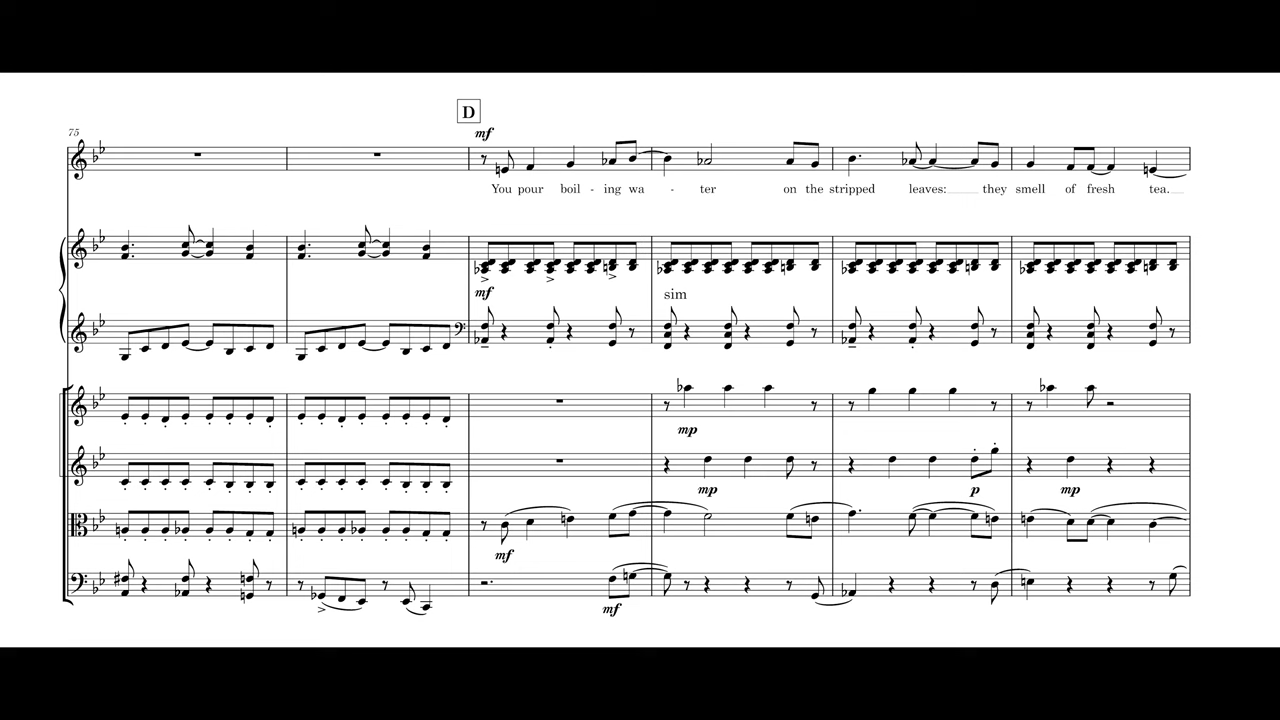 D
75
mf
You pour boil - ing wa - ter on the stripped leaves: they smell of fresh tea.
mf
sim
mp
mp p mp
mf
mf